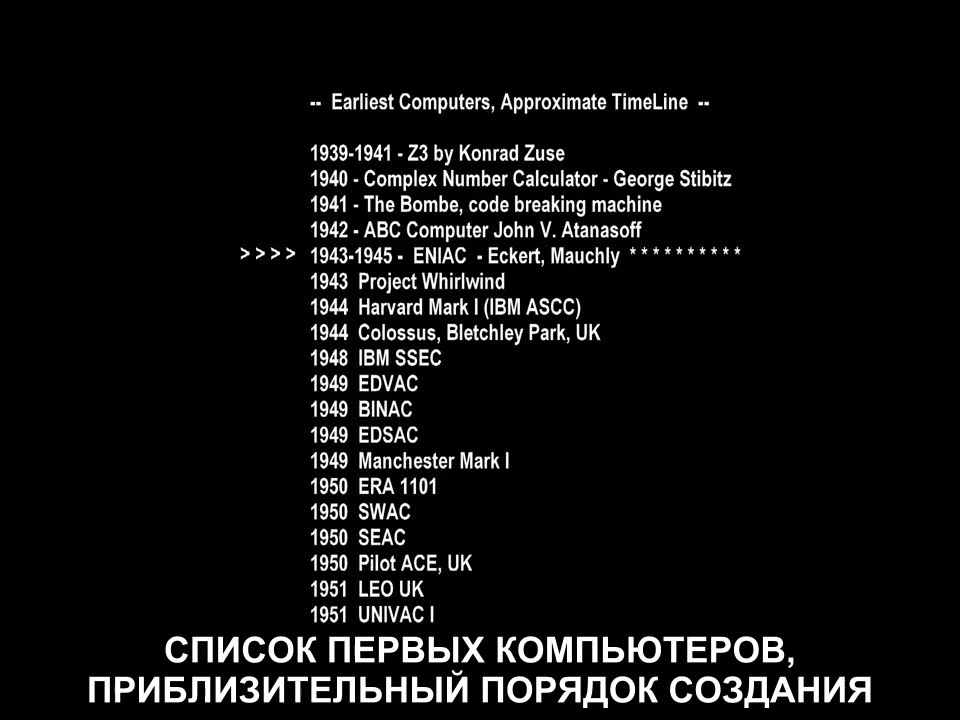 -- Earliest Computers, Approximate TimeLine --
1939-1941 - Z3 by Konrad Zuse
1940 - Complex Number Calculator - George Stibitz
1941 - The Bombe, code breaking machine
1942 - ABC Computer John V. Atanasoff
> > > > 1943-1945 - ENIAC - Eckert, Mauchly * * * * * * * * * *
1943 Project Whirlwind
1944 Harvard Mark I (IBM ASCC)
1944 Colossus, Bletchley Park, UK
1948 IBM SSEC
1949 EDVAC
1949 BINAC
1949 EDSAC
1949 Manchester Mark I
1950 ERA 1101
1950 SWAC
1950 SEAC
1950 Pilot ACE, UK
1951 LEO UK
1951 UNIVAC I
СПИСОК ПЕРВЫХ КОМПЬЮТЕРОВ,
ПРИБЛИЗИТЕЛЬНЫЙ ПОРЯДОК СОЗДАНИЯ